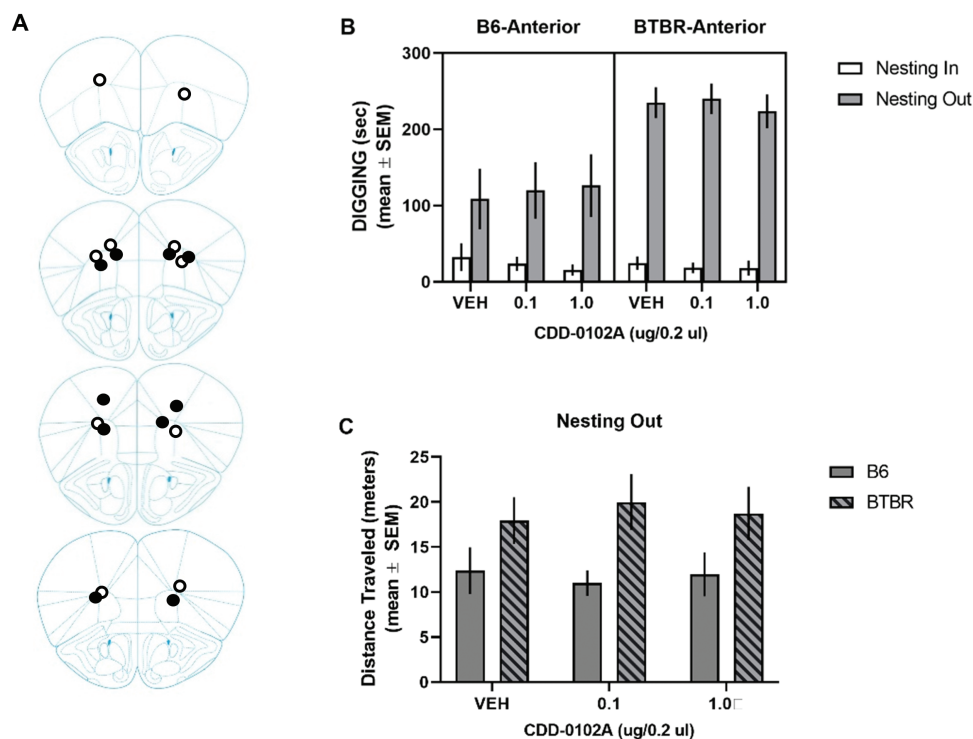 A
B
B6-Anterior
BTBR-Anterior
DIGGING (sec)
(mean ± SEM)
300
200
100
0
VEH
0.1
1.0
VEH
0.1
1.0
CDD-0102A (ug/0.2 ul)
Nesting In
Nesting Out
C
Nesting Out
Distance Traveled (meters)
(mean ± SEM)
25
20
15
10
5
0
VEH
0.1
1.0
CDD-0102A (ug/0.2 ul)
B6
BTBR